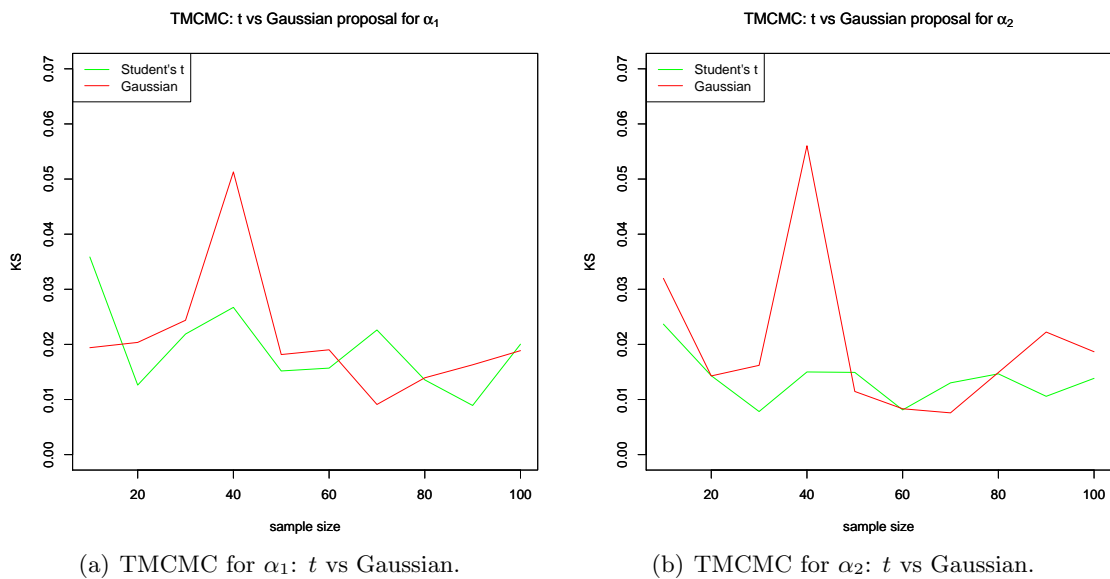 TMCMC: t vs Gaussian proposal for α₁
Student's t
Gaussian
0.07
0.06
0.05
0.04
0.03
0.02
0.01
0.00
KS
20 40 60 80 100
sample size
(a) TMCMC for α₁: t vs Gaussian.
TMCMC: t vs Gaussian proposal for α₂
Student's t
Gaussian
0.07
0.06
0.05
0.04
0.03
0.02
0.01
0.00
KS
20 40 60 80 100
sample size
(b) TMCMC for α₂: t vs Gaussian.